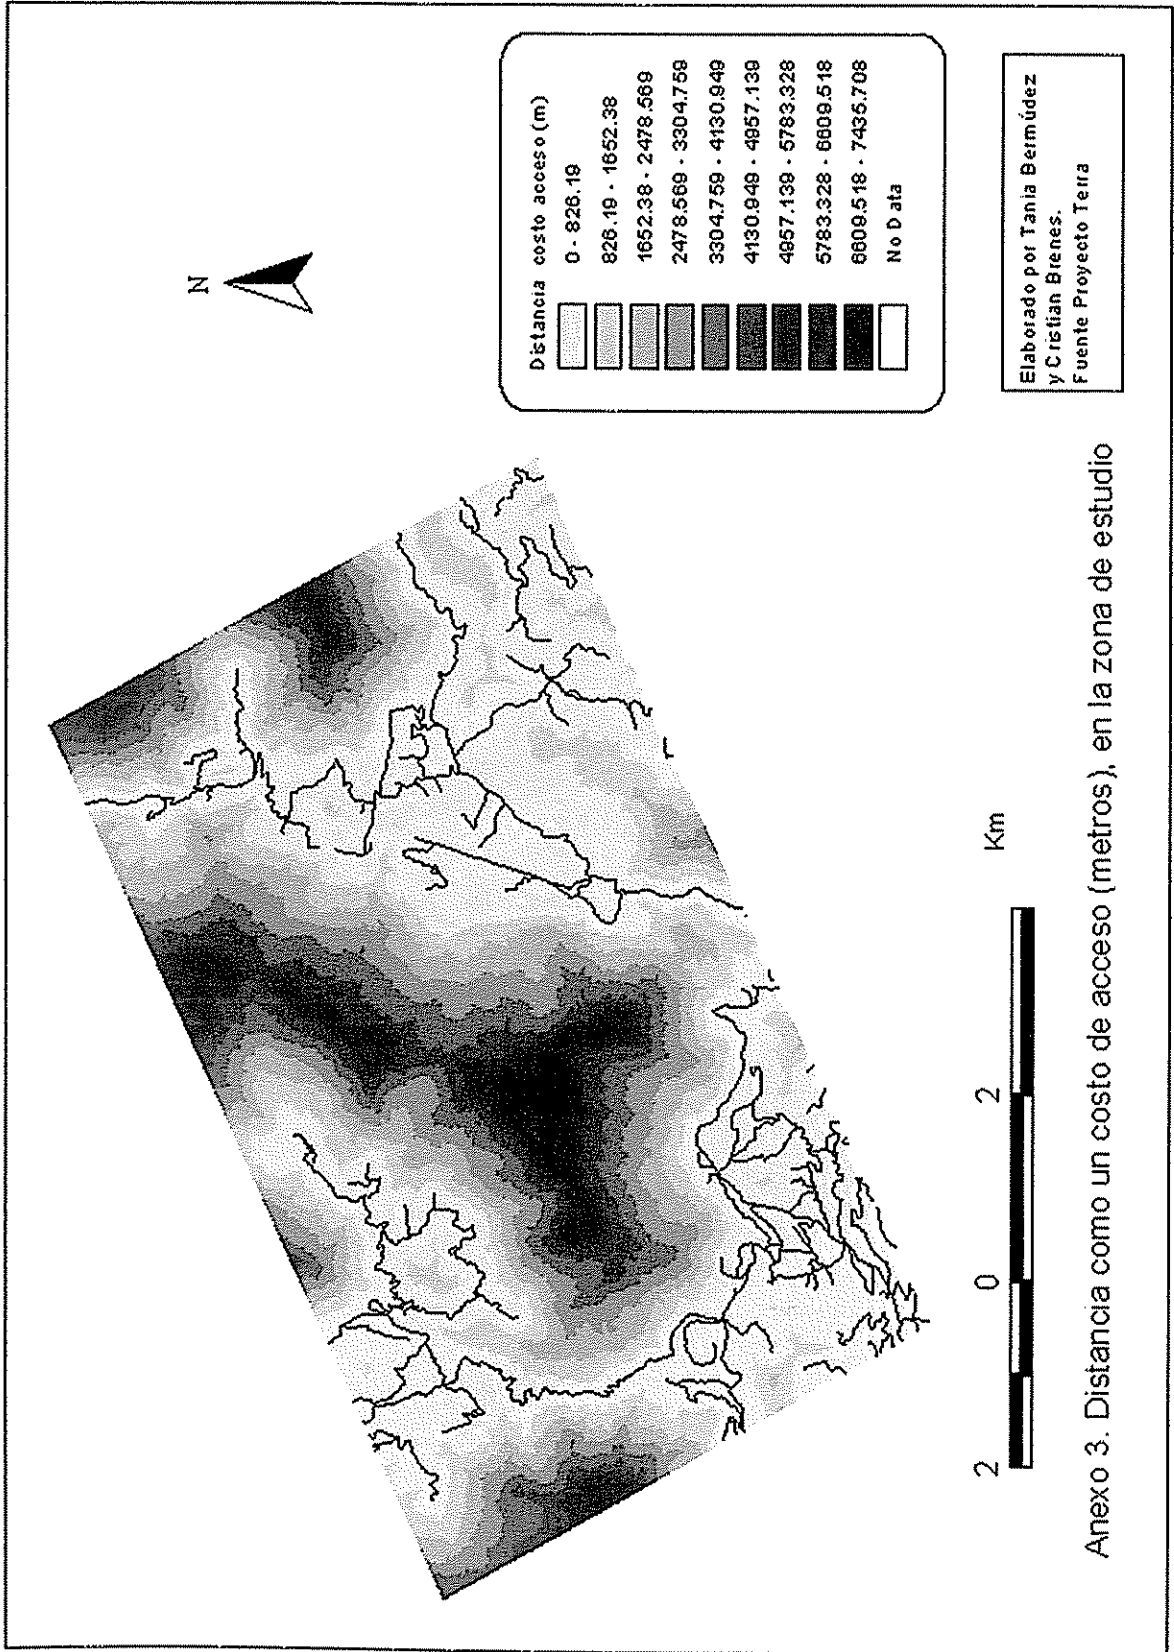 N
Distancia costo acceso (m)
0 - 826.19
826.19 - 1652.38
1652.38 - 2478.569
2478.569 - 3304.759
3304.759 - 4130.949
4130.949 - 4957.139
4957.139 - 5783.328
5783.328 - 6609.518
6609.518 - 7435.708
No Data
Elaborado por Tania Bermúdez
y Cristian Brenes.
Fuente Proyecto Terra
2 0 2 Km
Anexo 3. Distancia como un costo de acceso (metros), en la zona de estudio